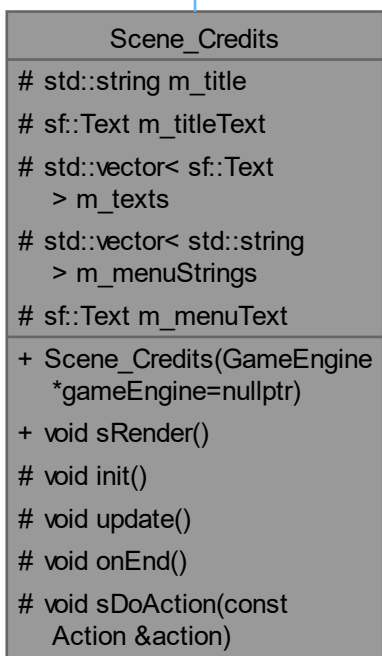 Scene_Credits
# std::string m_title
# sf::Text m_titleText
# std::vector< sf::Text
> m_texts
# std::vector< std::string
> m_menuStrings
# sf::Text m_menuText
+ Scene_Credits(GameEngine
*gameEngine=nullptr)
+ void sRender()
# void init()
# void update()
# void onEnd()
# void sDoAction(const
Action &action)